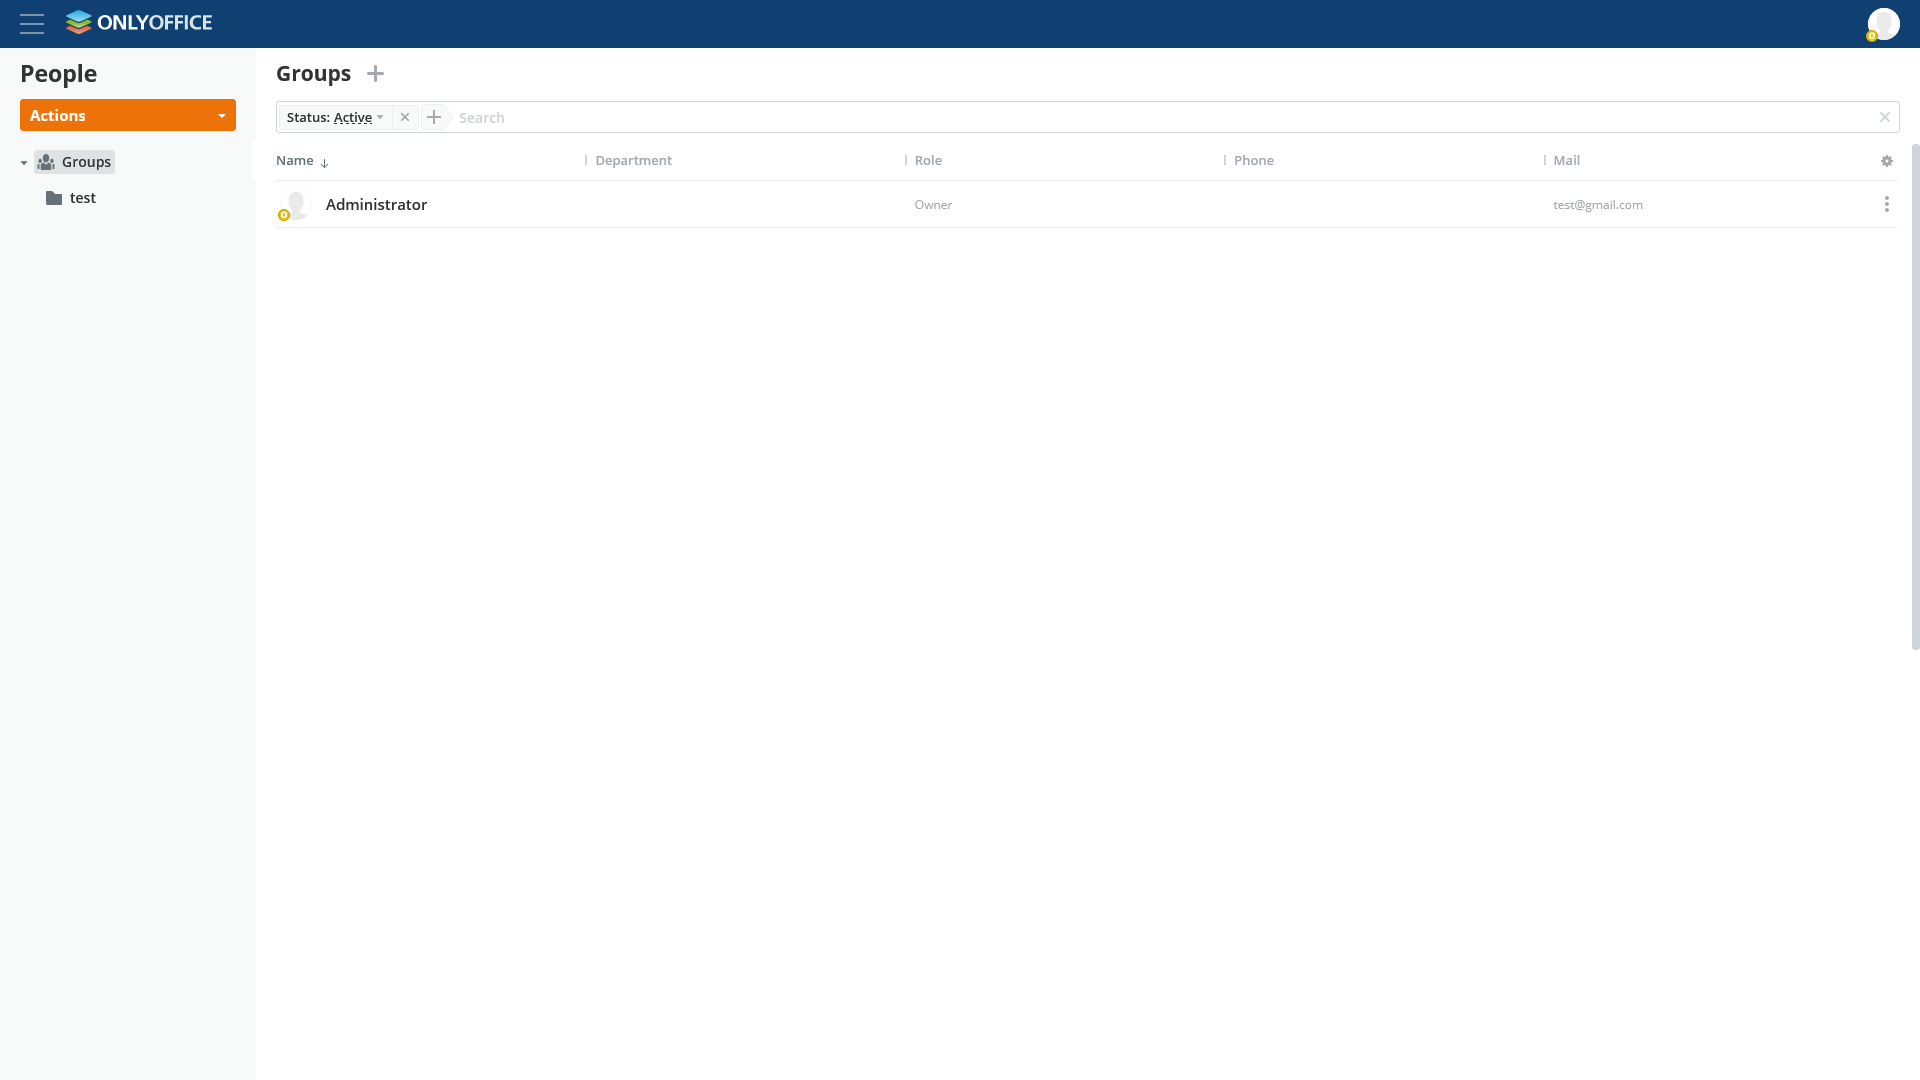 ONLYOFFICE
People
Groups
Actions
Status: Active
Search
Groups
test
Name
Department
Role
Phone
Mail
Administrator
Owner
test@gmail.com